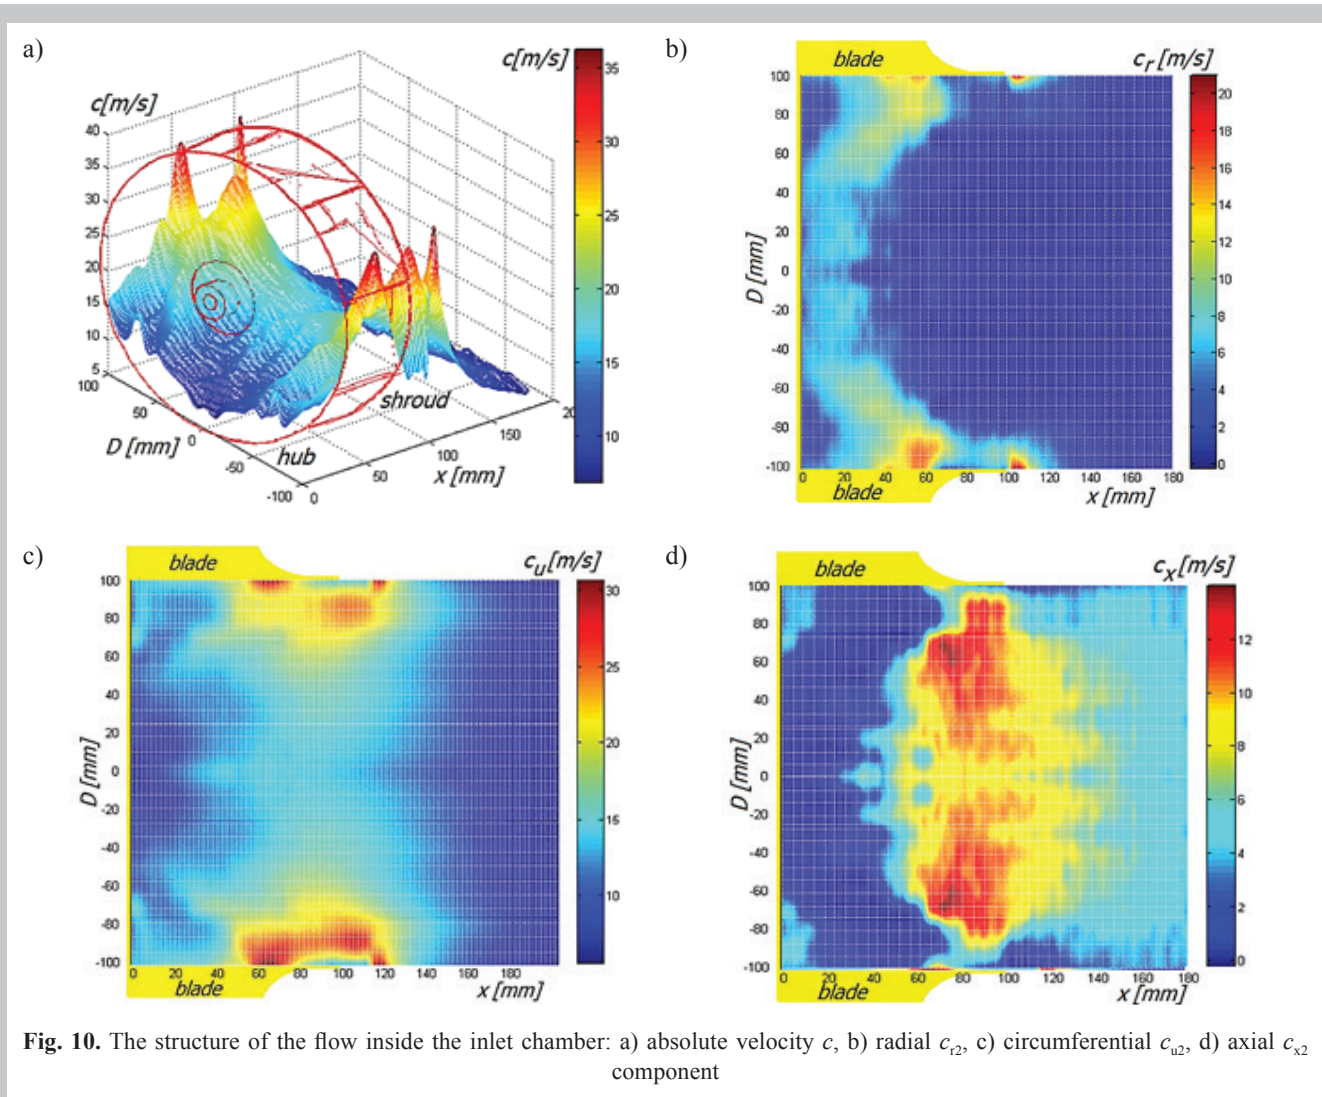 a)
c[m/s]
c[m/s]
40
35
30
25
20
15
10
5
100
50
0
-50
-100
D [mm]
hub
shroud
0
50
100
150
20
x [mm]
35
30
25
20
15
10
b)
blade
cr [m/s]
100
80
60
40
20
0
-20
-40
-60
-80
-100
D [mm]
0 20 40 60 80 100 120 140 160 180
blade
x [mm]
20
18
16
14
12
10
8
6
4
2
0
c)
blade
cu [m/s]
100
80
60
40
20
0
-20
-40
-60
-80
-100
D [mm]
0 20 40 60 80 100 120 140 160 180
blade
x [mm]
30
25
20
15
10
d)
blade
cx [m/s]
100
80
60
40
20
0
-20
-40
-60
-80
-100
D [mm]
0 20 40 60 80 100 120 140 160 180
blade
x [mm]
12
10
8
6
4
2
0
Fig. 10. The structure of the flow inside the inlet chamber: a) absolute velocity c, b) radial cr2, c) circumferential cu2, d) axial cx2
component